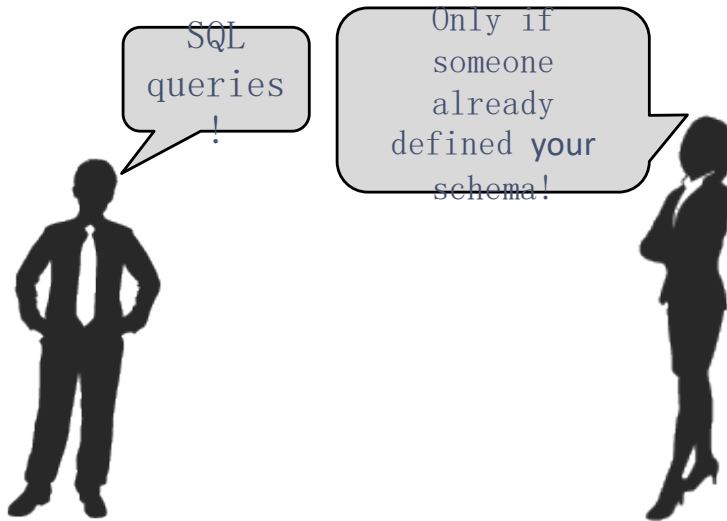 SQL
queries
!
Only if
someone
already
defined your
schema!